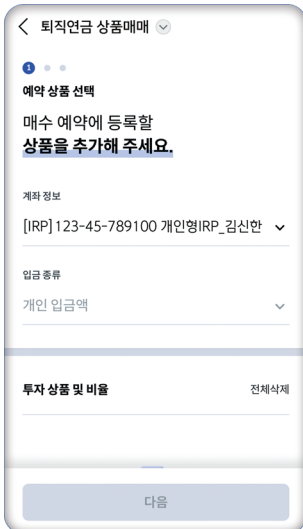 퇴직연금 상품매매
1
예약 상품 선택
매수 예약에 등록할
상품을 추가해 주세요.
계좌 정보
[IRP] 123-45-789100 개인형IRP_김신한
입금 종류
개인 입금액
투자 상품 및 비율 전체삭제
다음